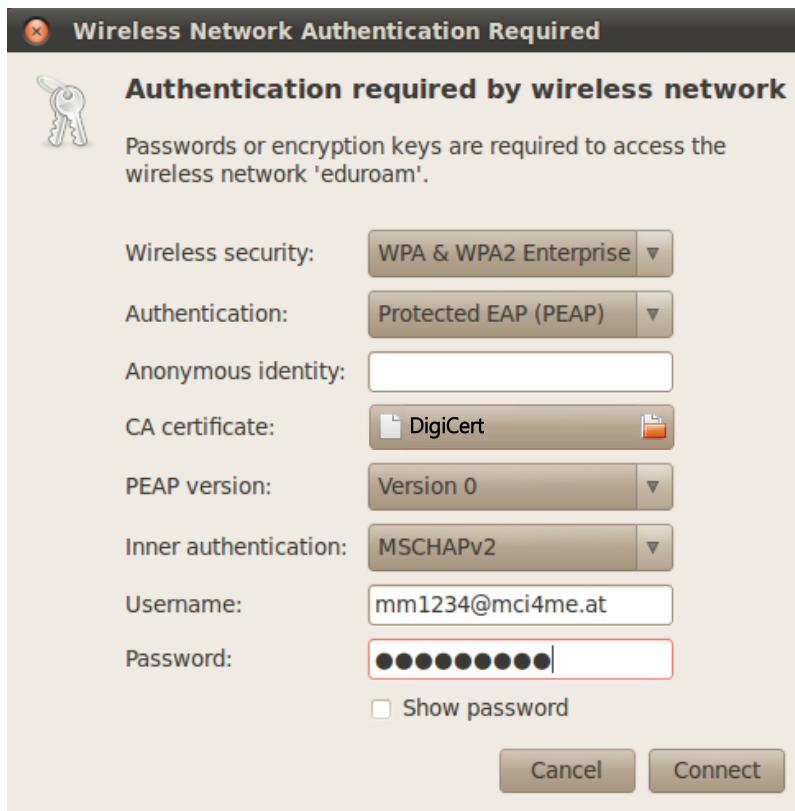 Wireless Network Authentication Required
Authentication required by wireless network
Passwords or encryption keys are required to access the
wireless network 'eduroam'.
Wireless security: WPA & WPA2 Enterprise
Authentication: Protected EAP (PEAP)
Anonymous identity:
CA certificate: DigiCert
PEAP version: Version 0
Inner authentication: MSCHAPv2
Username: mm1234@mci4me.at
Password: ●●●●●●●●●
Show password
Cancel Connect